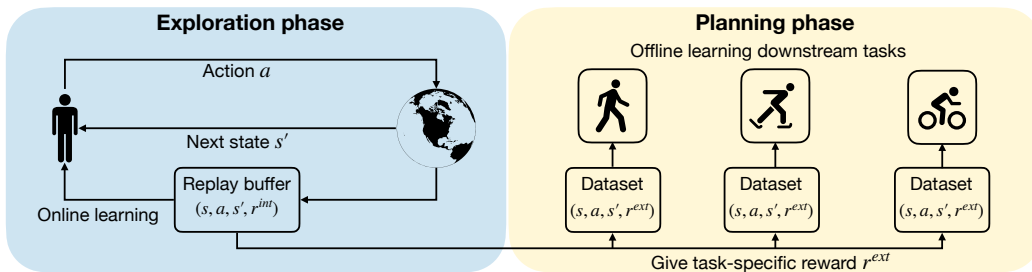 Exploration phase
Action a
Next state s′
Replay buffer
(s, a, s′, r^int)
Online learning
Planning phase
Offline learning downstream tasks
Dataset
(s, a, s′, r^ext)
Dataset
(s, a, s′, r^ext)
Dataset
(s, a, s′, r^ext)
Give task-specific reward r^ext